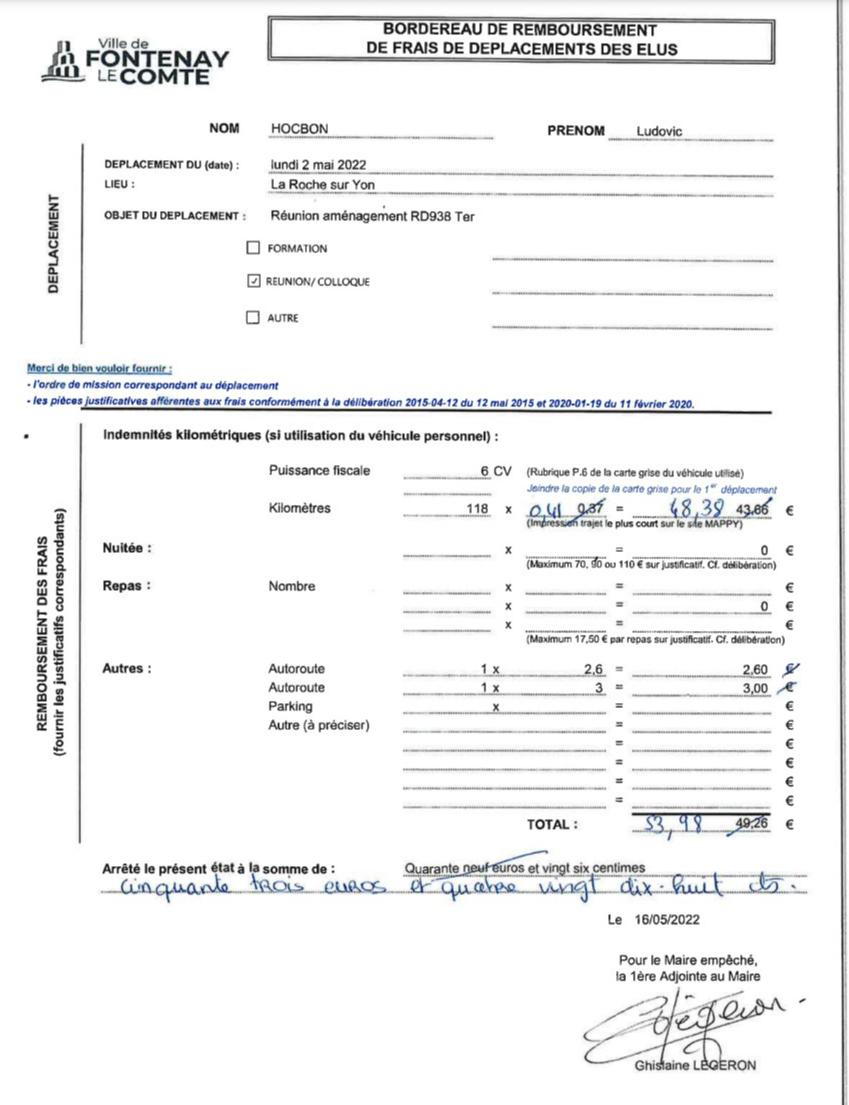 Ville de
FONTENAY
LE COMTE
BORDEREAU DE REMBOURSEMENT
DE FRAIS DE DEPLACEMENTS DES ELUS
NOM HOCBON PRENOM Ludovic
DEPLACEMENT
DEPLACEMENT DU (date) : lundi 2 mai 2022
LIEU : La Roche sur Yon
OBJET DU DEPLACEMENT : Réunion aménagement RD938 Ter
FORMATION
REUNION/ COLLOQUE
AUTRE
Merci de bien vouloir fournir :
- l'ordre de mission correspondant au déplacement
- les pièces justificatives afférentes aux frais conformément à la délibération 2015-04-12 du 12 mai 2015 et 2020-01-19 du 11 février 2020.
REMBOURSEMENT DES FRAIS
(fournir les justificatifs correspondants)
Indemnités kilométriques (si utilisation du véhicule personnel) :
Puissance fiscale 6 CV (Rubrique P.6 de la carte grise du véhicule utilisé)
Joindre la copie de la carte grise pour le 1er déplacement
Kilomètres 118 x 0,41 0,37 = 48,38 43,66 €
(Impression trajet le plus court sur le site MAPPY)
Nuitée : x = 0 €
(Maximum 70, 90 ou 110 € sur justificatif. Cf. délibération)
Repas : Nombre x = €
x = 0 €
x = €
(Maximum 17,50 € par repas sur justificatif. Cf. délibération)
Autres : Autoroute 1 x 2,6 = 2,60 €
Autoroute 1 x 3 = 3,00 €
Parking x = €
Autre (à préciser) = €
= €
= €
= €
= €
TOTAL : 53,98 49,26 €
Arrêté le présent état à la somme de : Quarante neuf euros et vingt six centimes
cinquante trois euros et quatre vingt dix-huit cts.
Le 16/05/2022
Pour le Maire empêché,
la 1ère Adjointe au Maire
Légeron
Ghislaine LEGERON